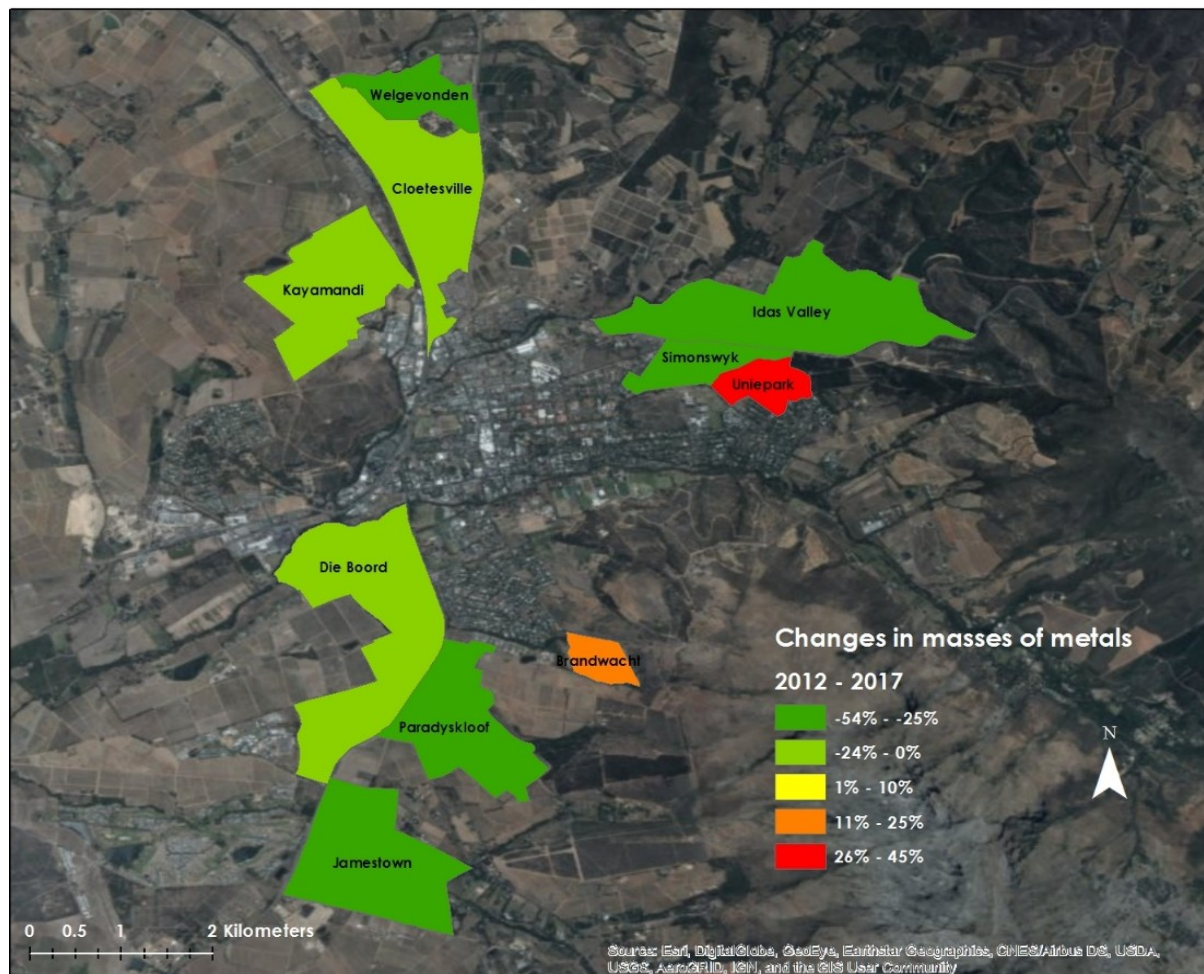 Welgevonden
Cloetesville
Kayamandi
Idas Valley
Simonswyk
Uniepark
Die Boord
Brandwacht
Paradyskloof
Jamestown
Changes in masses of metals
2012 - 2017
-54% - -25%
-24% - 0%
1% - 10%
11% - 25%
26% - 45%
N
0 0.5 1 2 Kilometers
Source: Esri, DigitalGlobe, GeoEye, Earthstar Geographics, CNES/Airbus DS, USDA,
USGS, AeroGRID, IGN, and the GIS User Community